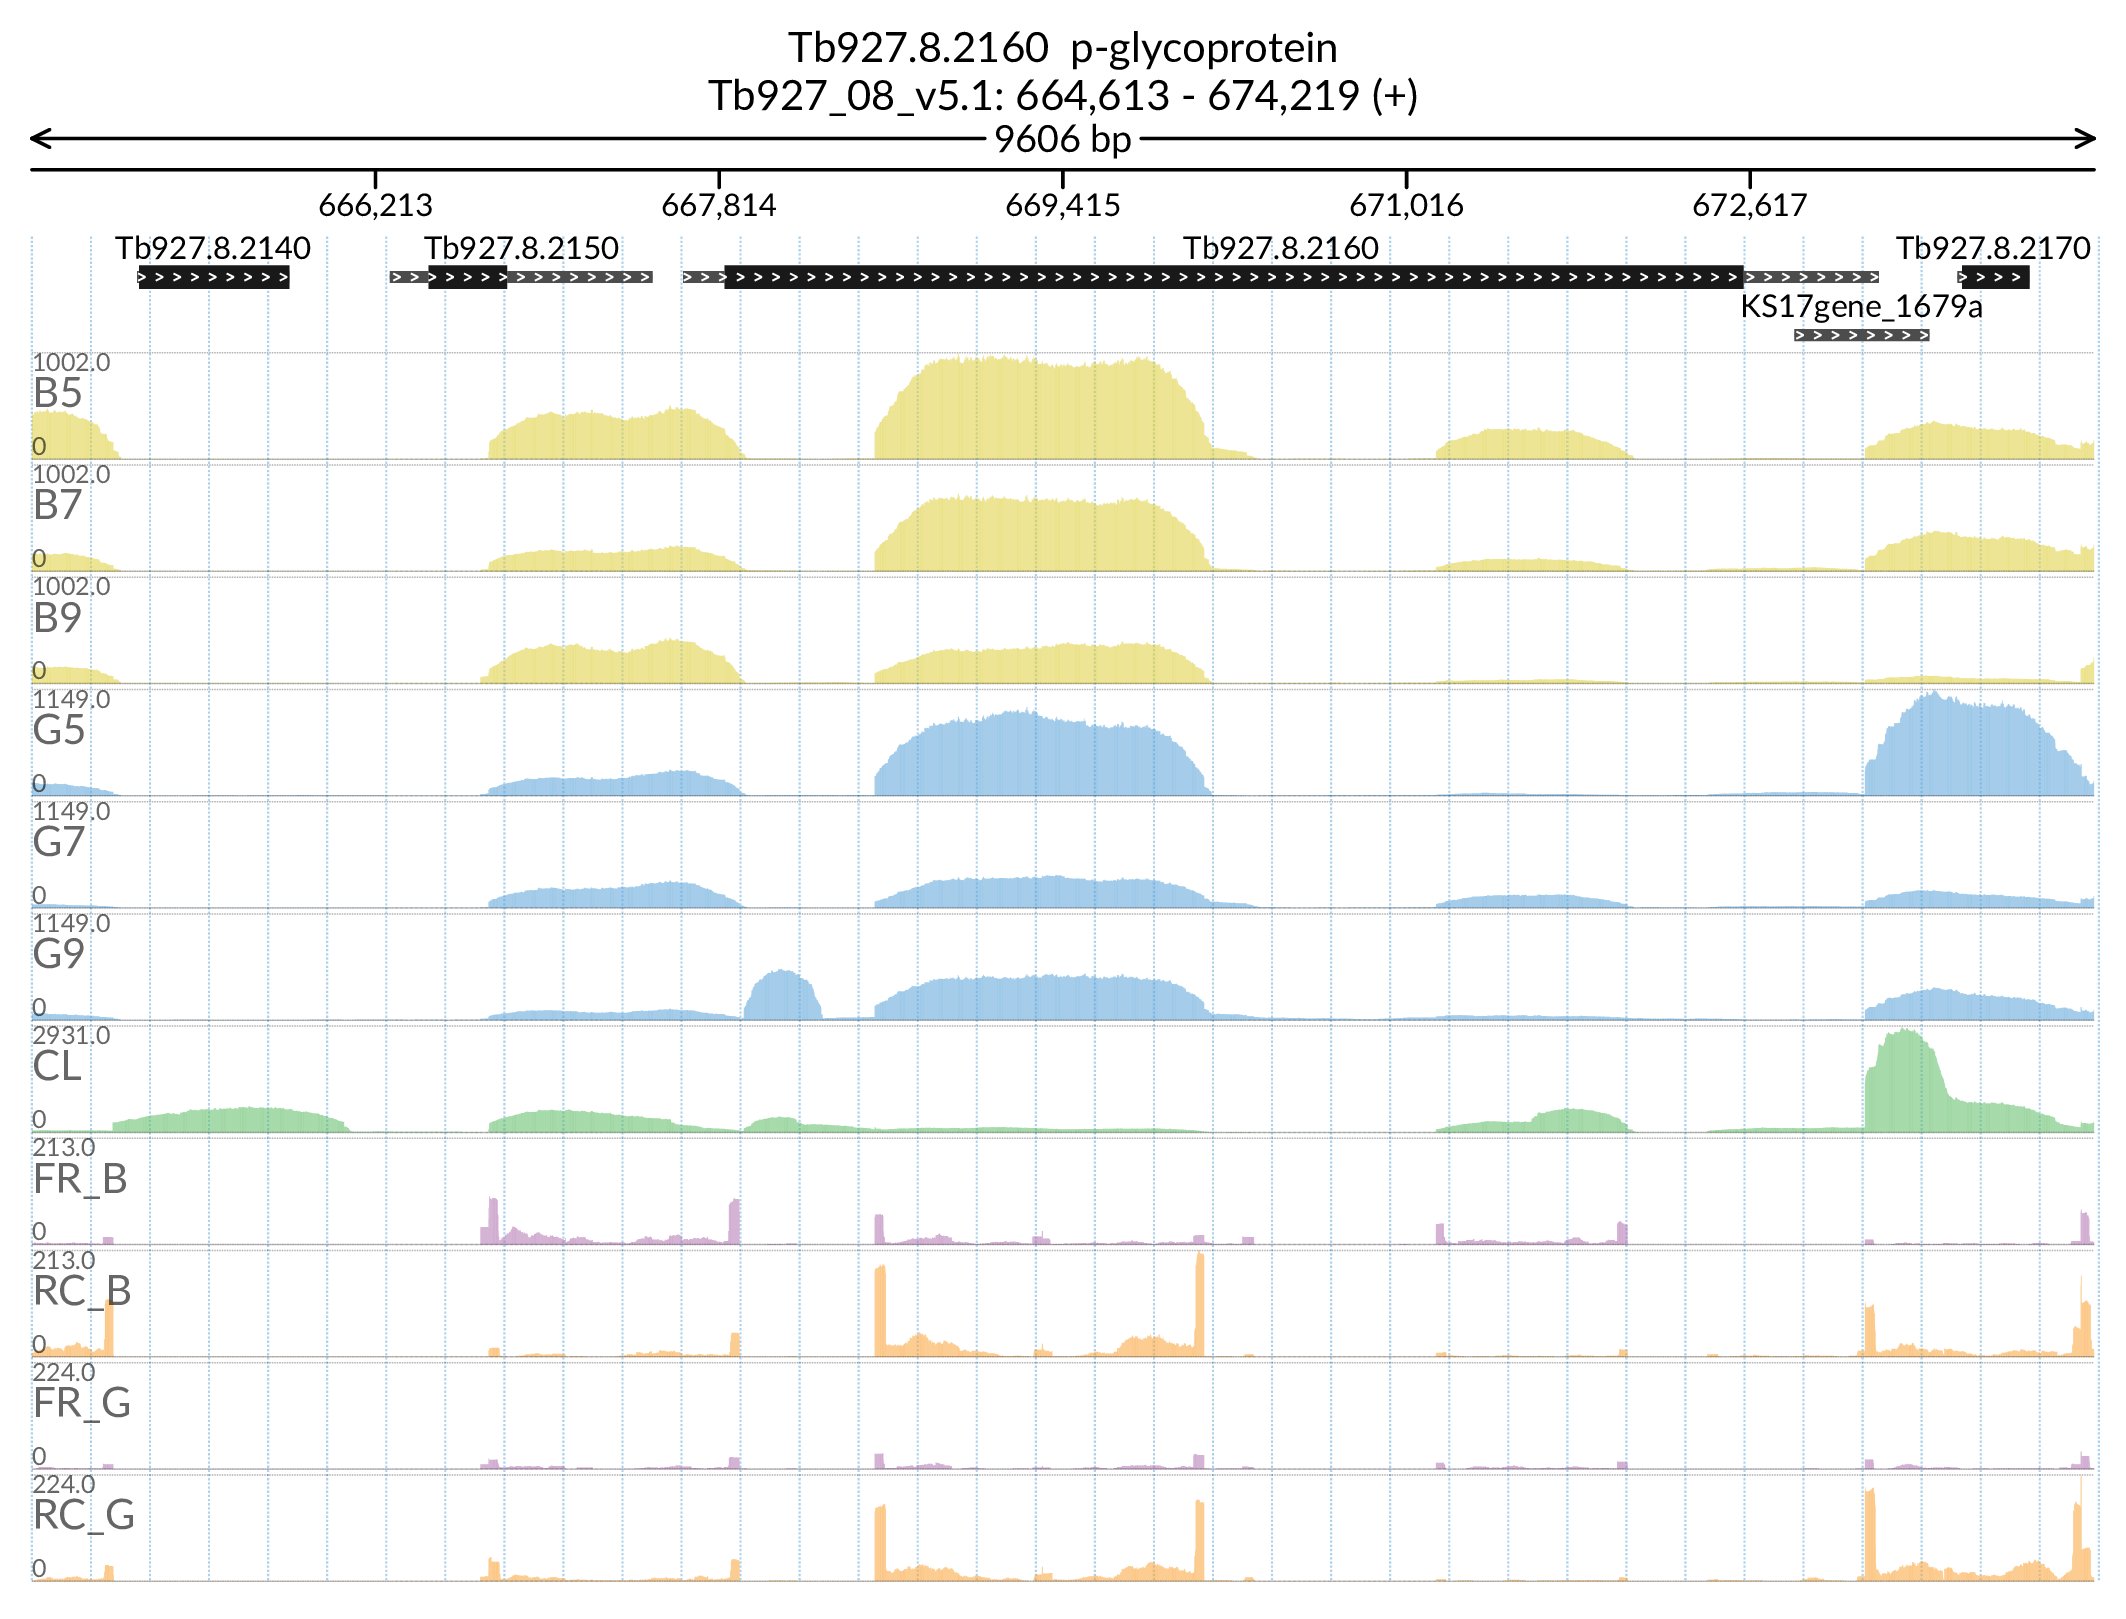 Tb927.8.2160  p-glycoprotein
Tb927_08_v5.1: 664,613 - 674,219 (+)
9606 bp
666,213 667,814 669,415 671,016 672,617
Tb927.8.2140 Tb927.8.2150 Tb927.8.2160 Tb927.8.2170
KS17gene_1679a
1002.0
B5
0
1002.0
B7
0
1002.0
B9
0
1149.0
G5
0
1149.0
G7
0
1149.0
G9
0
2931.0
CL
0
213.0
FR_B
0
213.0
RC_B
0
224.0
FR_G
0
224.0
RC_G
0